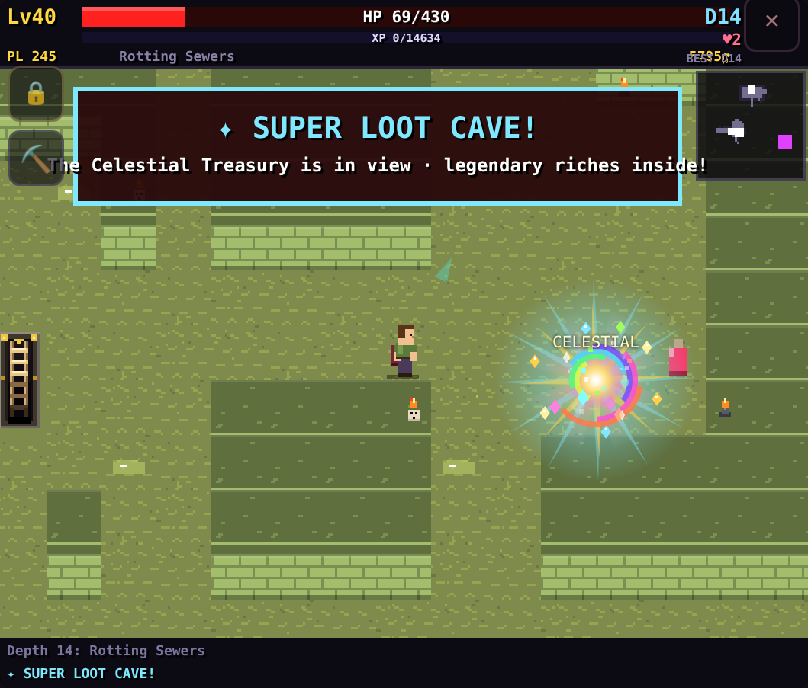 Lv40
HP 69/430
D14
XP 0/14634
♥2
PL 245
Rotting Sewers
✦ SUPER LOOT CAVE!
The Celestial Treasury is in view · legendary riches inside!
CELESTIAL
Depth 14: Rotting Sewers
✦ SUPER LOOT CAVE!